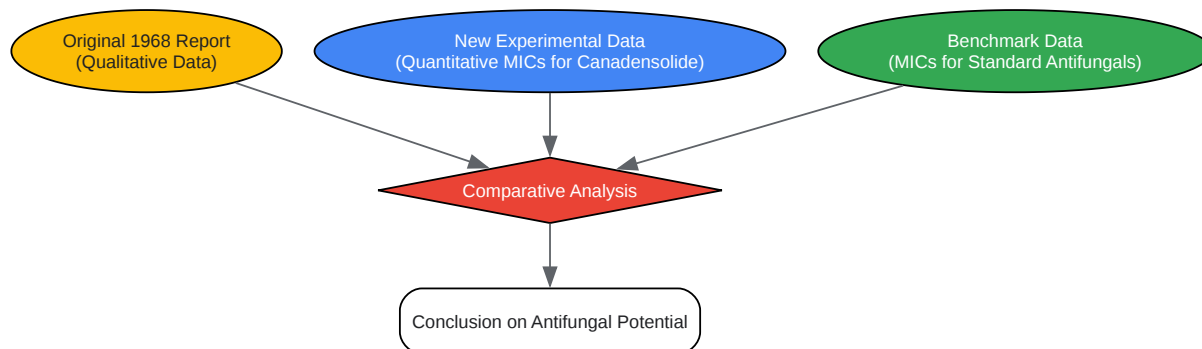 Original 1968 Report
(Qualitative Data)
New Experimental Data
(Quantitative MICs for Canadensolide)
Benchmark Data
(MICs for Standard Antifungals)
Comparative Analysis
Conclusion on Antifungal Potential